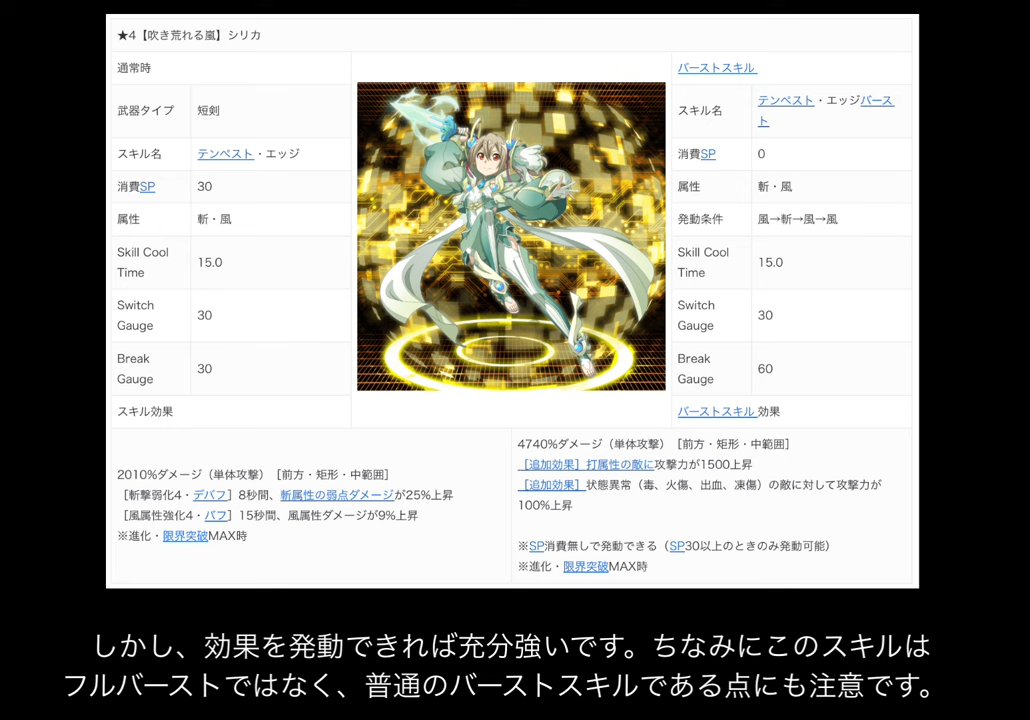 ★4【吹き荒れる嵐】シリカ
通常時
武器タイプ 短剣
スキル名 テンペスト・エッジ
消費SP 30
属性 斬・風
Skill Cool
Time 15.0
Switch
Gauge 30
Break
Gauge 30
スキル効果
バーストスキル
スキル名 テンペスト・エッジバース
ト
消費SP 0
属性 斬・風
発動条件 風→斬→風→風
Skill Cool
Time 15.0
Switch
Gauge 30
Break
Gauge 60
バーストスキル効果
2010%ダメージ（単体攻撃）［前方・矩形・中範囲］
［斬撃弱化4・デバフ］8秒間、斬属性の弱点ダメージが25%上昇
［風属性強化4・バフ］15秒間、風属性ダメージが9%上昇
※進化・限界突破MAX時
4740%ダメージ（単体攻撃）［前方・矩形・中範囲］
［追加効果］打属性の敵に攻撃力が1500上昇
［追加効果］状態異常（毒、火傷、出血、凍傷）の敵に対して攻撃力が
100%上昇
※SP消費無しで発動できる（SP30以上のときのみ発動可能）
※進化・限界突破MAX時
しかし、効果を発動できれば充分強いです。ちなみにこのスキルは
フルバーストではなく、普通のバーストスキルである点にも注意です。